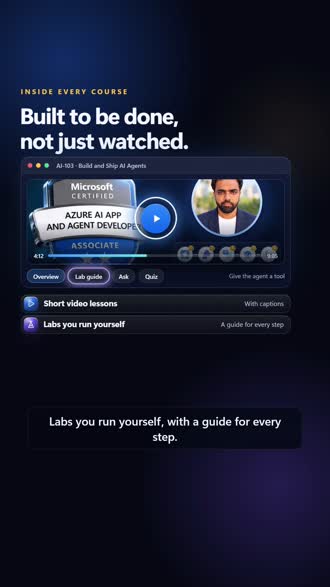 INSIDE EVERY COURSE
Built to be done,
not just watched.
AI-103 · Build and Ship AI Agents
Microsoft
CERTIFIED
AZURE AI APP
AND AGENT DEVELOPER
ASSOCIATE
4:12
9:05
Overview
Lab guide
Ask
Quiz
Give the agent a tool
Short video lessons
With captions
Labs you run yourself
A guide for every step
Labs you run yourself, with a guide for every
step.